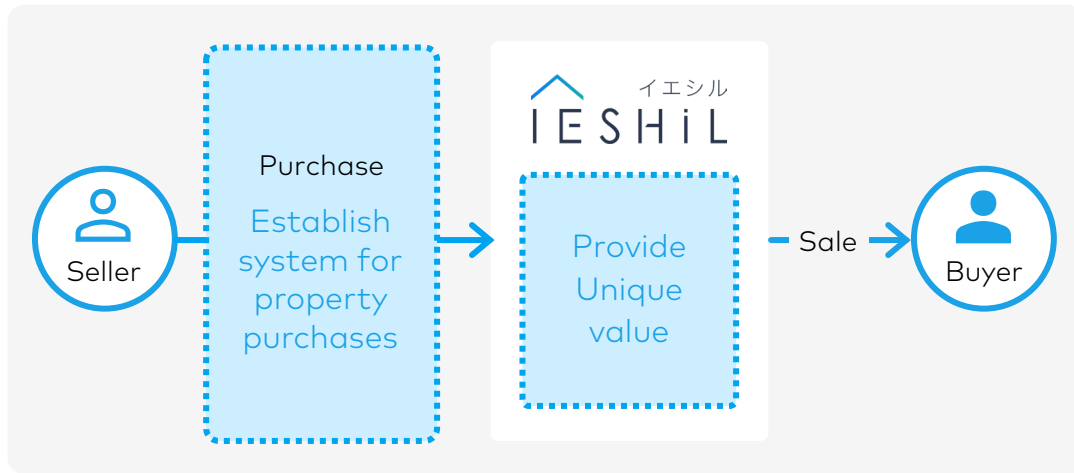 Seller
Purchase
Establish
system for
property
purchases
イエシル
IESHiL
Provide
Unique
value
Sale
Buyer